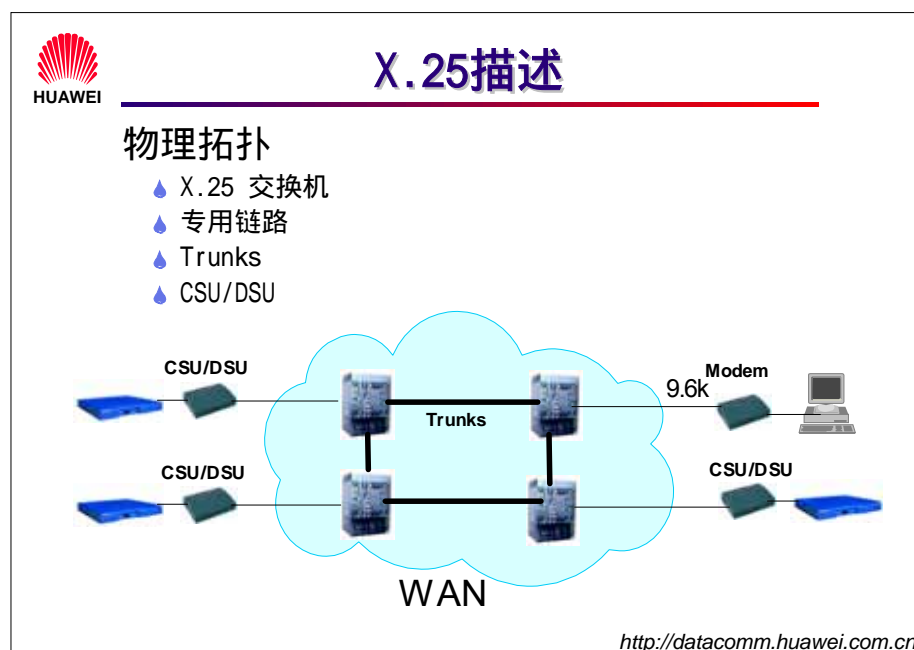 HUAWEI
X.25描述
物理拓扑
X.25 交换机
专用链路
Trunks
CSU/DSU
CSU/DSU
Modem
9.6k
Trunks
CSU/DSU
CSU/DSU
WAN
http://datacomm.huawei.com.cn